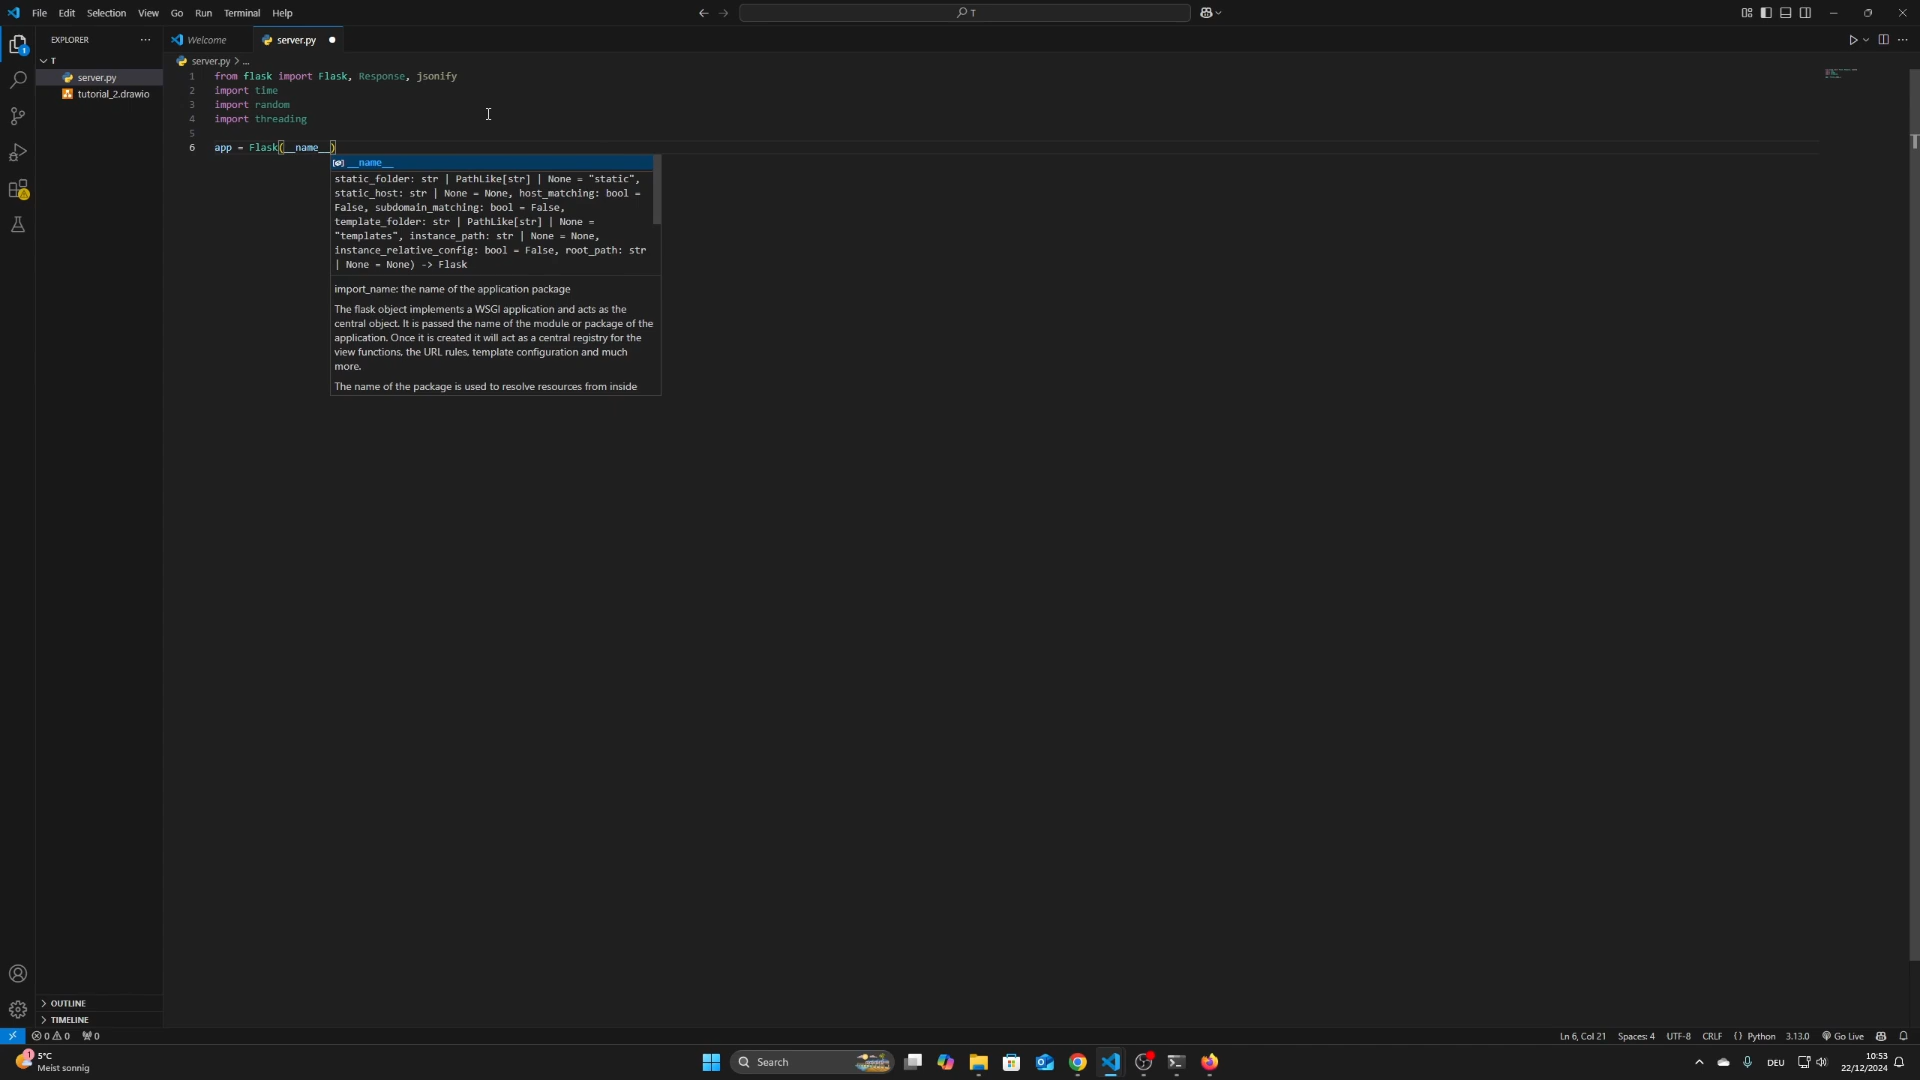 File Edit Selection View Go Run Terminal Help
T
EXPLORER
Welcome
server.py
T
server.py
tutorial_2.drawio
server.py > ...
1 from flask import Flask, Response, jsonify
2 import time
3 import random
4 import threading
5
6 app = Flask(__name__)
__name__
static_folder: str | PathLike[str] | None = "static",
static_host: str | None = None, host_matching: bool =
False, subdomain_matching: bool = False,
template_folder: str | PathLike[str] | None =
"templates", instance_path: str | None = None,
instance_relative_config: bool = False, root_path: str
| None = None) -> Flask
import_name: the name of the application package
The flask object implements a WSGI application and acts as the
central object. It is passed the name of the module or package of the
application. Once it is created it will act as a central registry for the
view functions, the URL rules, template configuration and much
more.
The name of the package is used to resolve resources from inside
OUTLINE
TIMELINE
0 0 0
Ln 6, Col 21 Spaces: 4 UTF-8 CRLF {} Python 3.13.0 Go Live
1
5°C
Meist sonnig
Search
DEU
10:53
22/12/2024